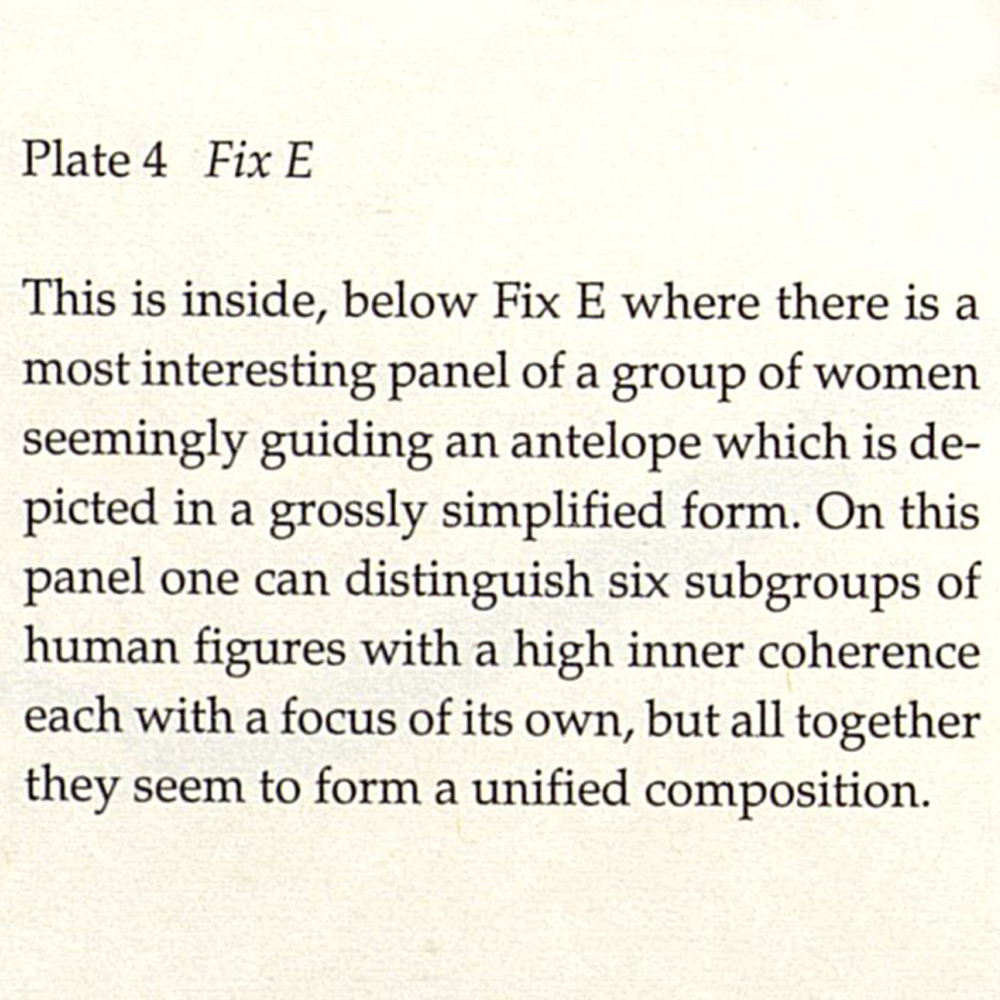 Plate 4 Fix E
This is inside, below Fix E where there is a
most interesting panel of a group of women
seemingly guiding an antelope which is de-
picted in a grossly simplified form. On this
panel one can distinguish six subgroups of
human figures with a high inner coherence
each with a focus of its own, but all together
they seem to form a unified composition.